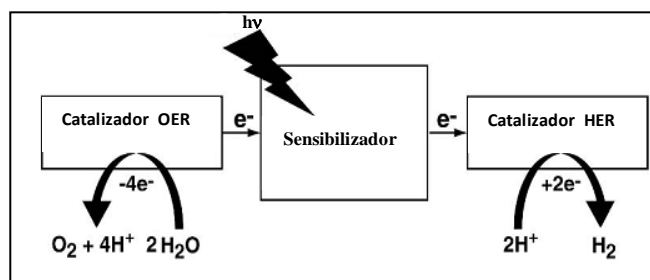 hν
Catalizador OER
e-
Sensibilizador
e-
Catalizador HER
-4e-
+2e-
O₂ + 4H⁺ 2H₂O
2H⁺ H₂